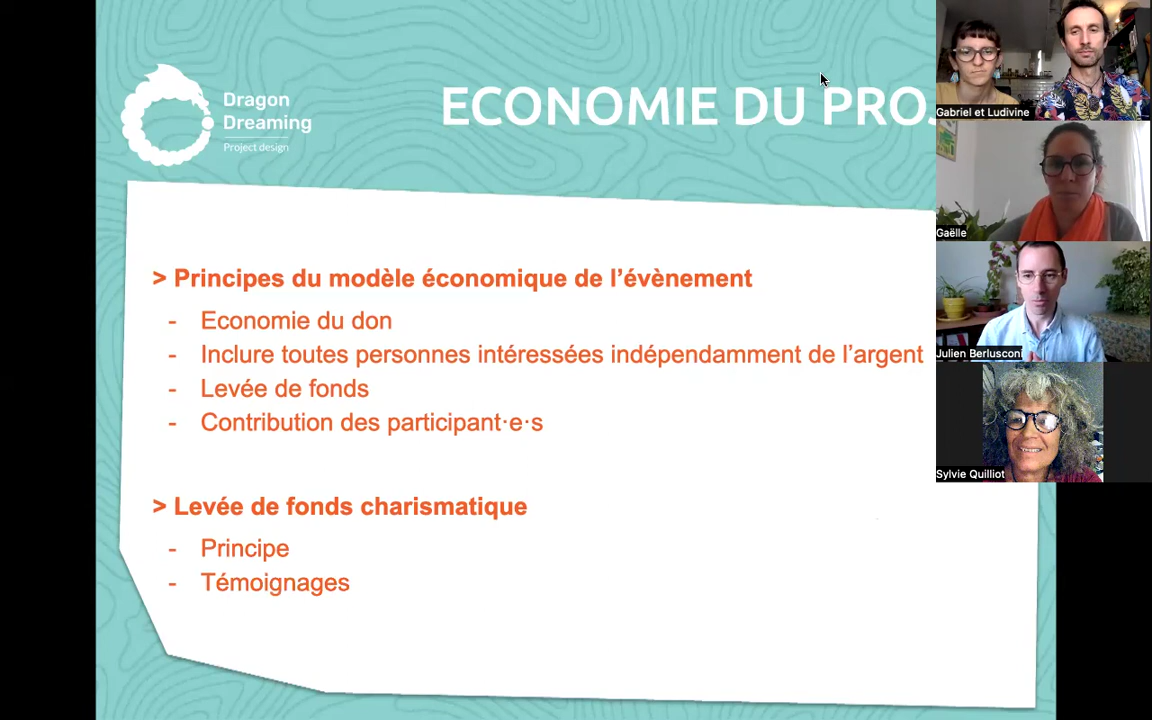 Dragon
Dreaming
Project design
ECONOMIE DU PRO
> Principes du modèle économique de l'évènement
- Economie du don
- Inclure toutes personnes intéressées indépendamment de l'argent
- Levée de fonds
- Contribution des participant·e·s
> Levée de fonds charismatique
- Principe
- Témoignages
Gabriel et Ludivine
Gaëlle
Julien Berlusconi
Sylvie Quilliot